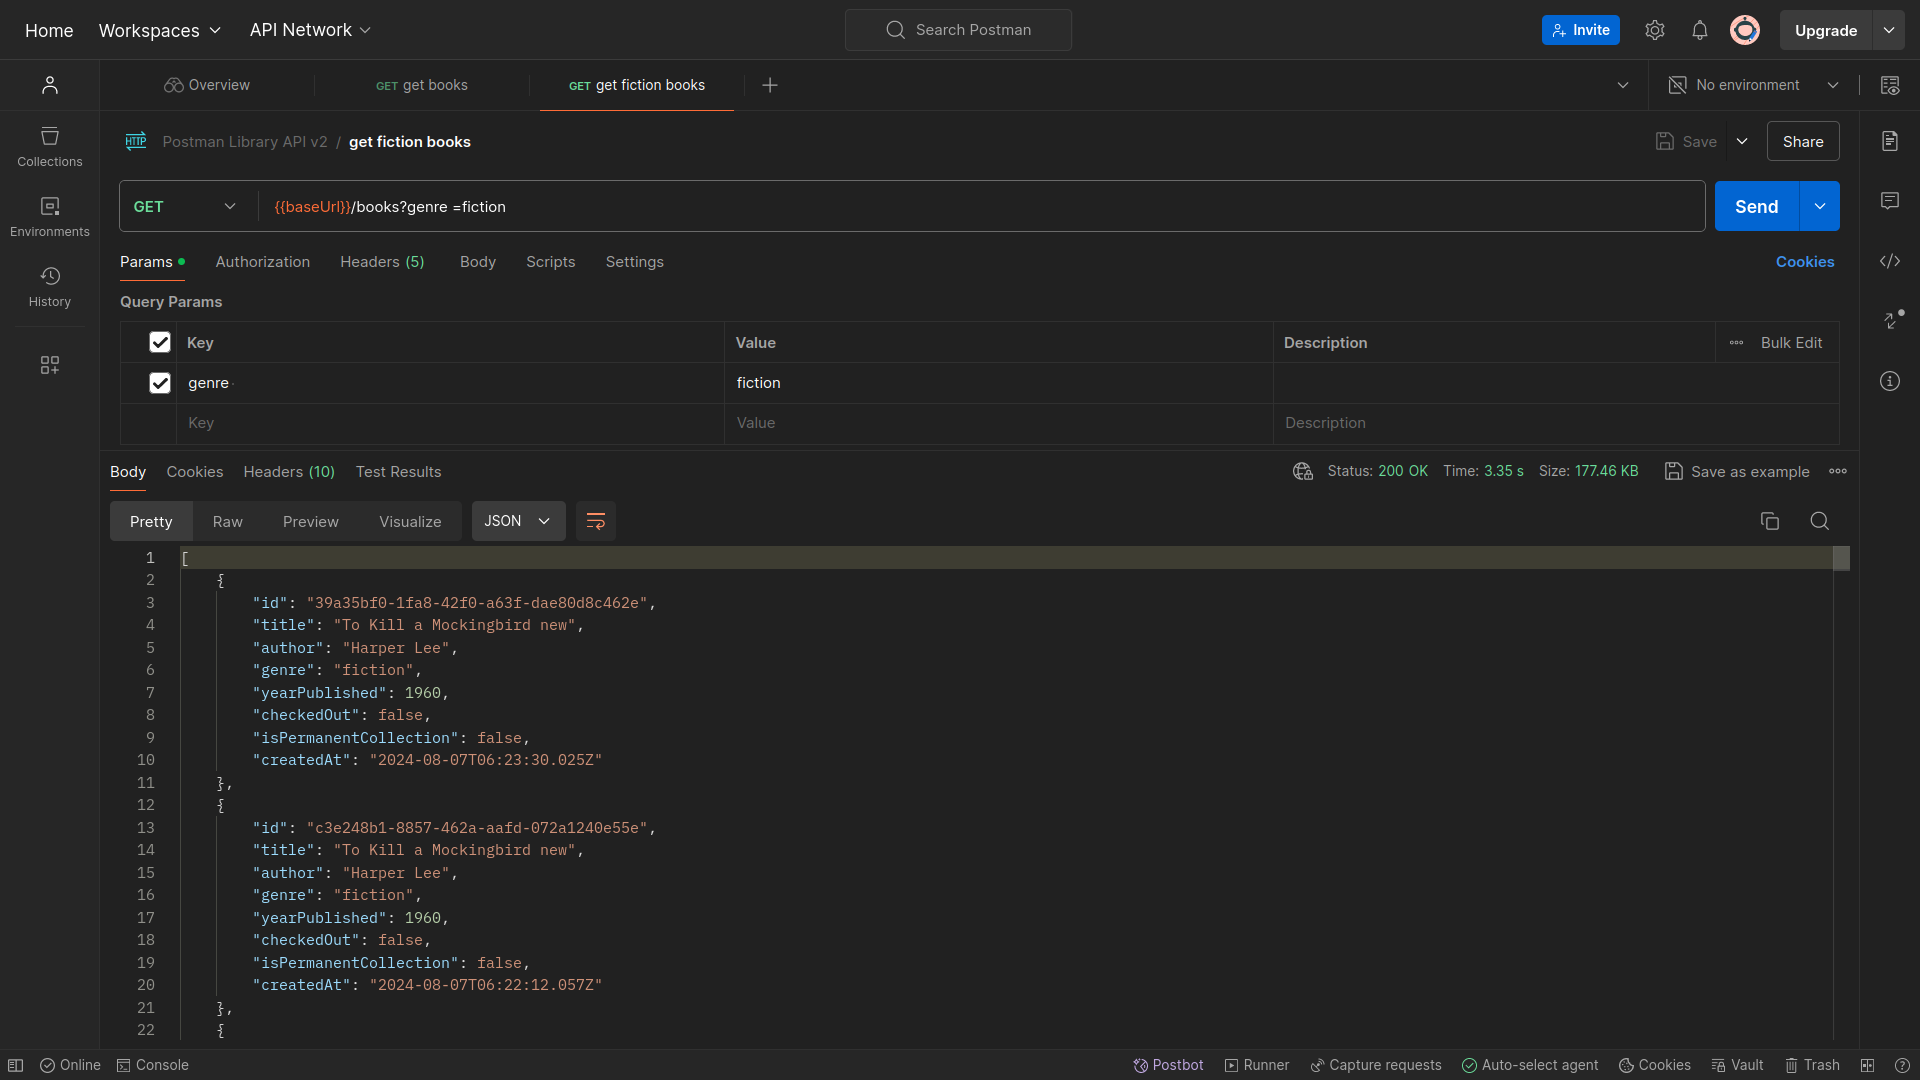 Home Workspaces API Network Search Postman Invite Upgrade
Overview GET get books GET get fiction books No environment
HTTP Postman Library API v2 / get fiction books Save Share
GET {{baseUrl}}/books?genre =fiction Send
Collections
Environments
History
Params Authorization Headers (5) Body Scripts Settings Cookies
Query Params
Key Value Description Bulk Edit
genre fiction
Key Value Description
Body Cookies Headers (10) Test Results Status: 200 OK Time: 3.35 s Size: 177.46 KB Save as example
Pretty Raw Preview Visualize JSON
1 [
2 {
3 "id": "39a35bf0-1fa8-42f0-a63f-dae80d8c462e",
4 "title": "To Kill a Mockingbird new",
5 "author": "Harper Lee",
6 "genre": "fiction",
7 "yearPublished": 1960,
8 "checkedOut": false,
9 "isPermanentCollection": false,
10 "createdAt": "2024-08-07T06:23:30.025Z"
11 },
12 {
13 "id": "c3e248b1-8857-462a-aafd-072a1240e55e",
14 "title": "To Kill a Mockingbird new",
15 "author": "Harper Lee",
16 "genre": "fiction",
17 "yearPublished": 1960,
18 "checkedOut": false,
19 "isPermanentCollection": false,
20 "createdAt": "2024-08-07T06:22:12.057Z"
21 },
22 {
Online Console Postbot Runner Capture requests Auto-select agent Cookies Vault Trash